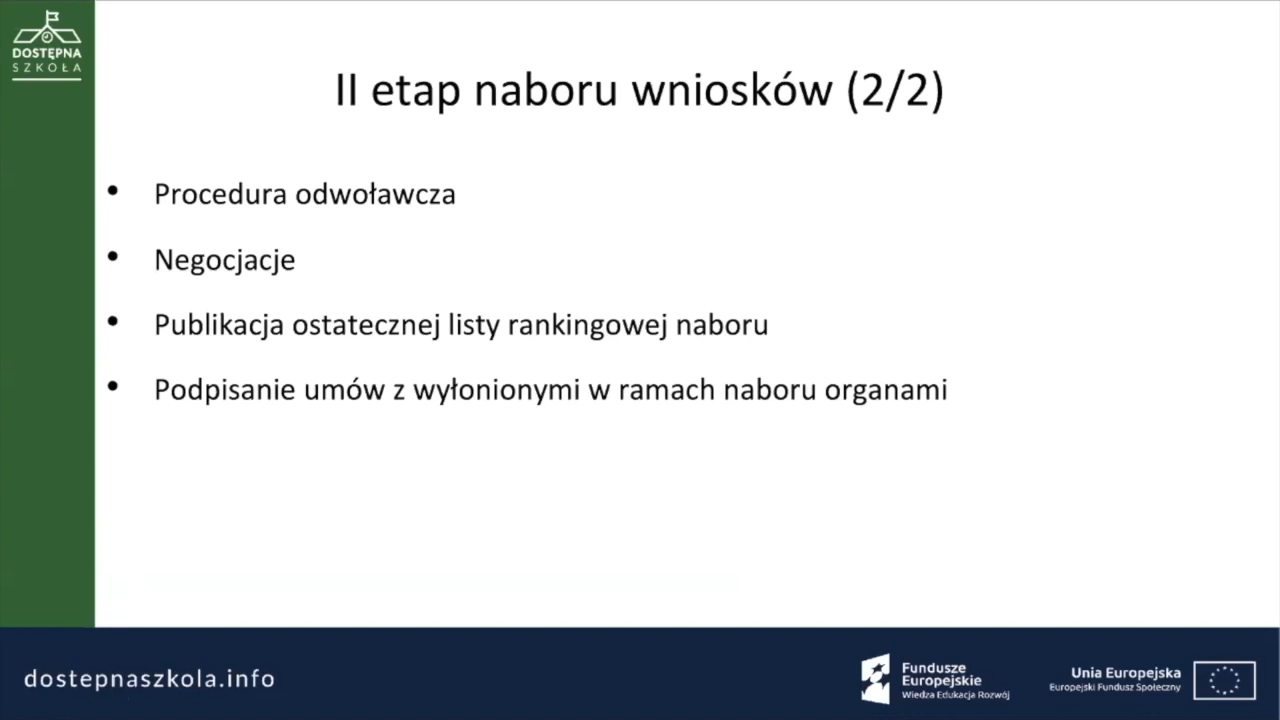 DOSTĘPNA
SZKOŁA
II etap naboru wniosków (2/2)
• Procedura odwoławcza
• Negocjacje
• Publikacja ostatecznej listy rankingowej naboru
• Podpisanie umów z wyłonionymi w ramach naboru organami
dostepnaszkola.info
Fundusze
Europejskie
Wiedza Edukacja Rozwój
Unia Europejska
Europejski Fundusz Społeczny